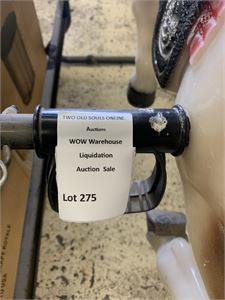 TWO OLD SOULS ONLINE
Auctions
WOW Warehouse
Liquidation
Auction Sale
Lot 275